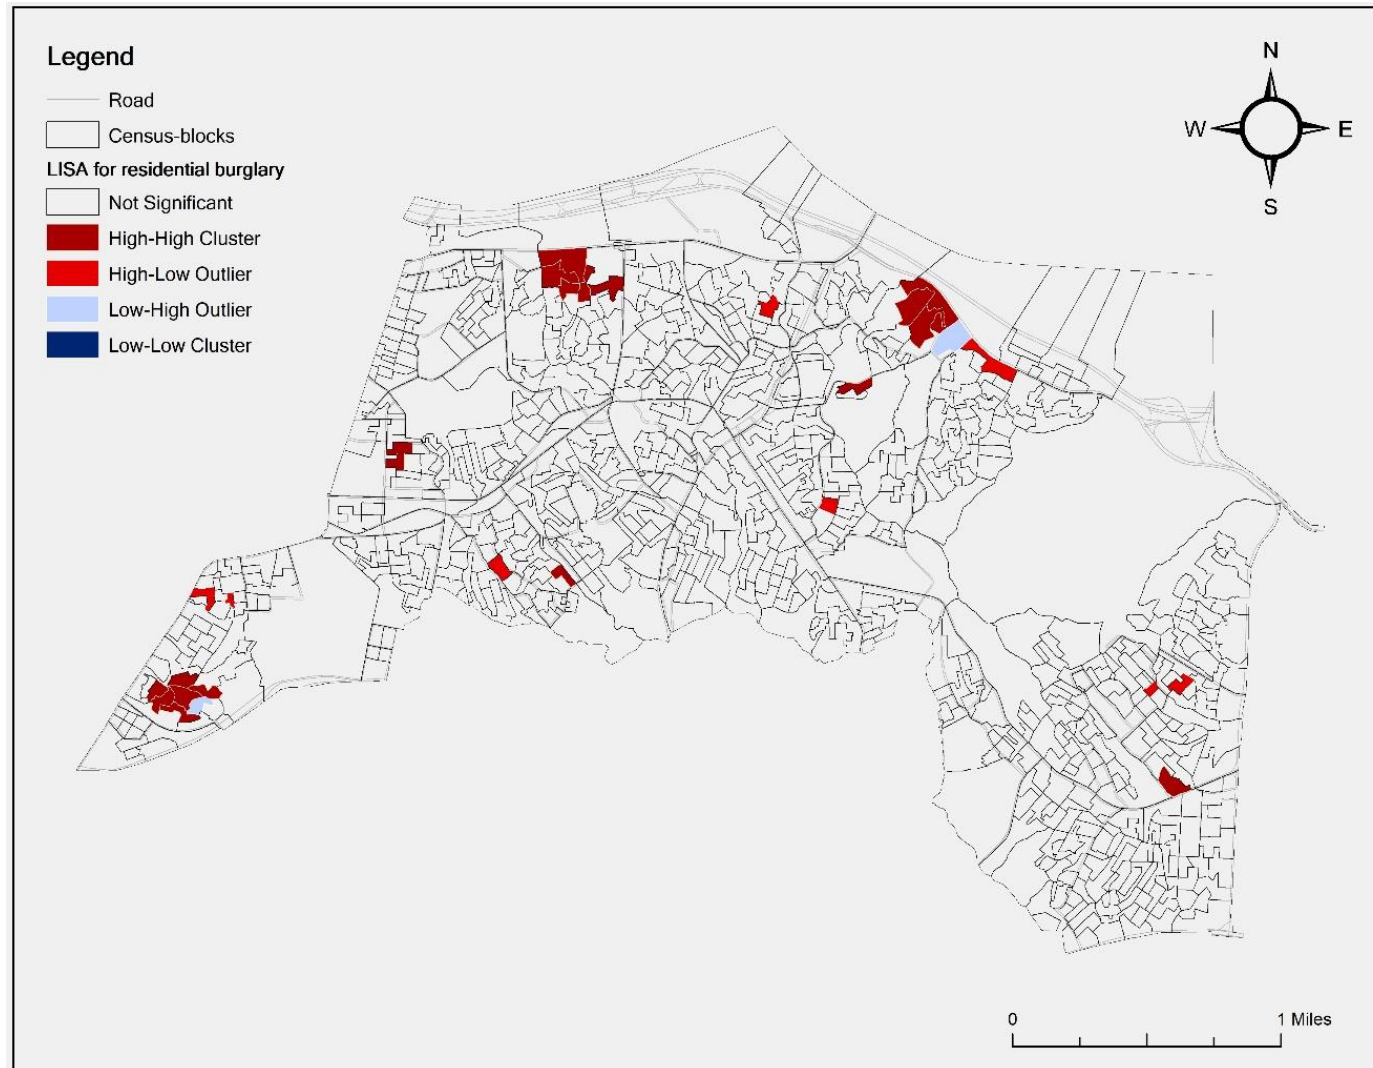 Legend
Road
Census-blocks
LISA for residential burglary
Not Significant
High-High Cluster
High-Low Outlier
Low-High Outlier
Low-Low Cluster
N
W E
S
0 1 Miles